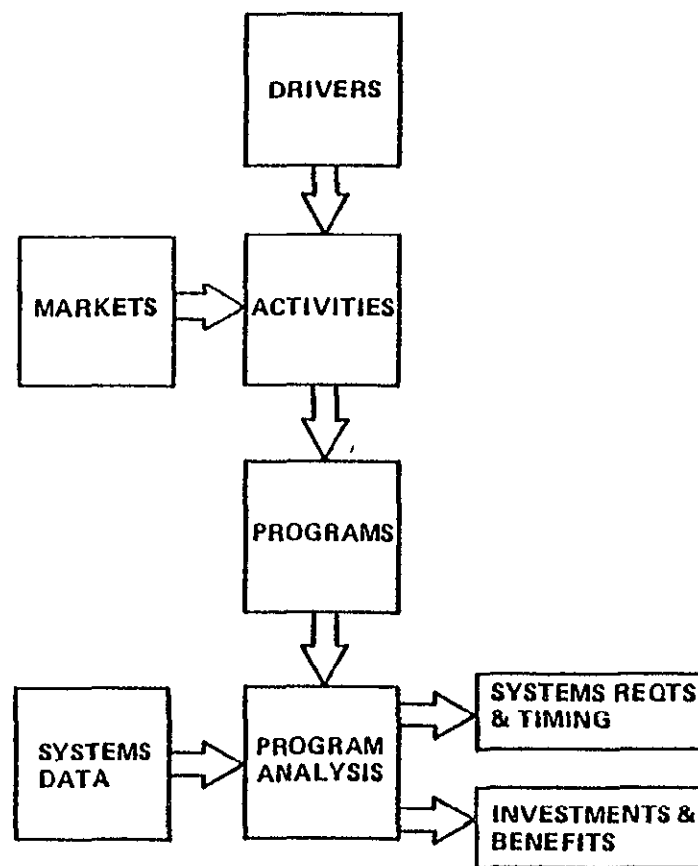 DRIVERS
MARKETS
ACTIVITIES
PROGRAMS
SYSTEMS
DATA
PROGRAM
ANALYSIS
SYSTEMS REQTS
& TIMING
INVESTMENTS &
BENEFITS